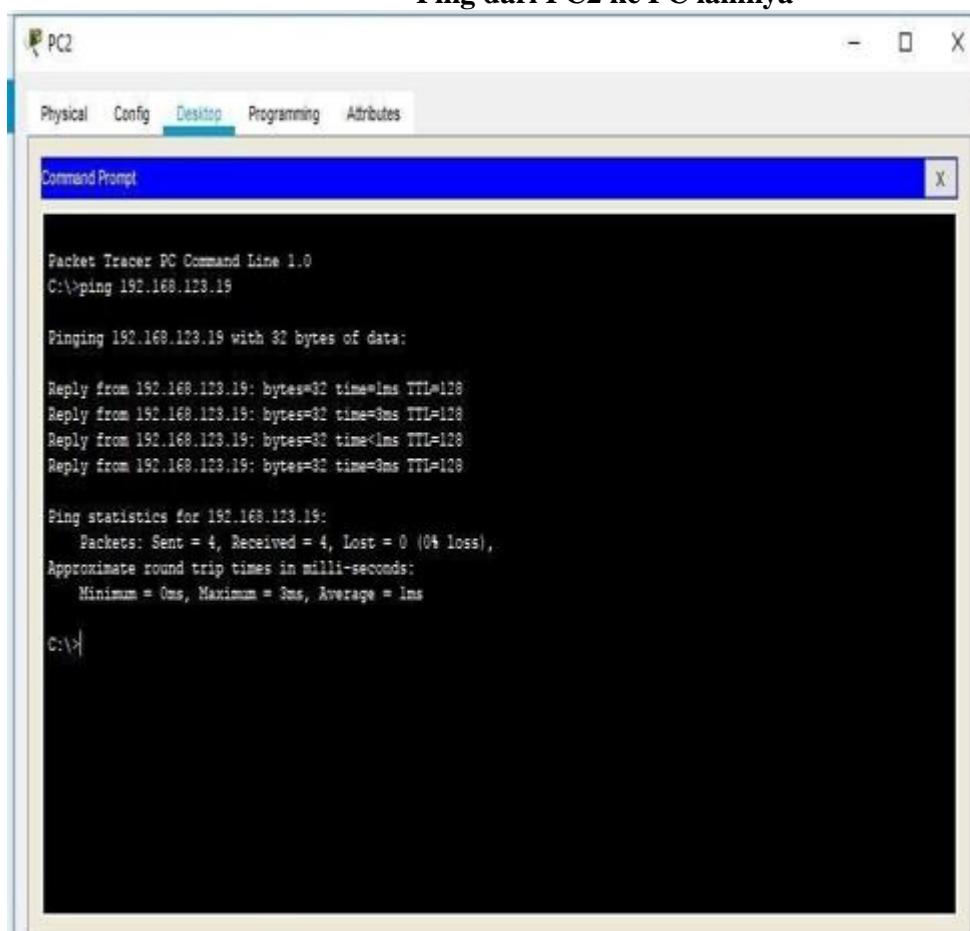 Ping dari PC2 ke PC lainnya
PC2
Physical Config Desktop Programming Attributes
Command Prompt
X
Packet Tracer PC Command Line 1.0
C:\>ping 192.168.123.19
Pinging 192.168.123.19 with 32 bytes of data:
Reply from 192.168.123.19: bytes=32 time=1ms TTL=128
Reply from 192.168.123.19: bytes=32 time=3ms TTL=128
Reply from 192.168.123.19: bytes=32 time<1ms TTL=128
Reply from 192.168.123.19: bytes=32 time=3ms TTL=128
Ping statistics for 192.168.123.19:
Packets: Sent = 4, Received = 4, Lost = 0 (0% loss),
Approximate round trip times in milli-seconds:
Minimum = 0ms, Maximum = 3ms, Average = 1ms
C:\>